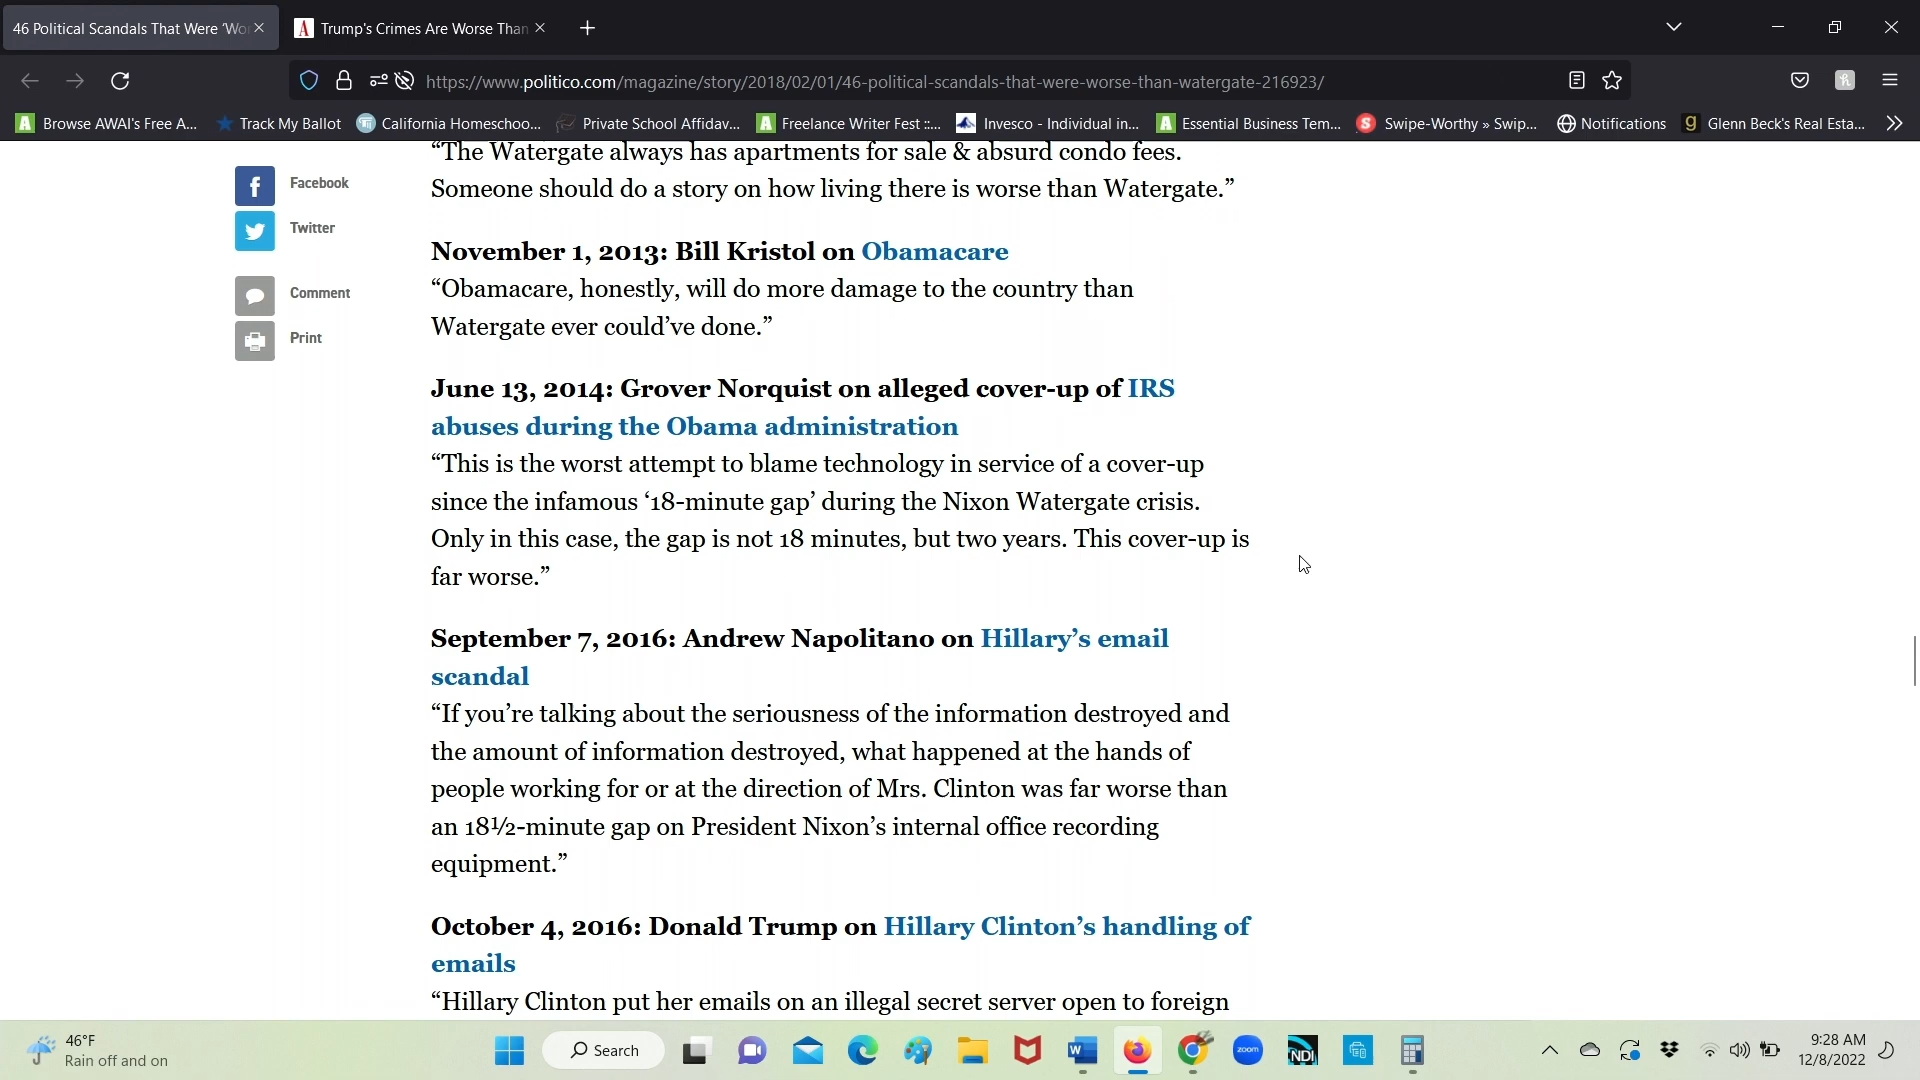 46 Political Scandals That Were ‘Wo
Trump's Crimes Are Worse Than
https://www.politico.com/magazine/story/2018/02/01/46-political-scandals-that-were-worse-than-watergate-216923/
Browse AWAI's Free A...
Track My Ballot
California Homeschoo...
Private School Affidav...
Freelance Writer Fest ::...
Invesco - Individual in...
Essential Business Tem...
Swipe-Worthy » Swip...
Notifications
Glenn Beck's Real Esta...
Facebook
Twitter
Comment
Print
“The Watergate always has apartments for sale & absurd condo fees.
Someone should do a story on how living there is worse than Watergate.”
November 1, 2013: Bill Kristol on Obamacare
“Obamacare, honestly, will do more damage to the country than
Watergate ever could’ve done.”
June 13, 2014: Grover Norquist on alleged cover-up of IRS
abuses during the Obama administration
“This is the worst attempt to blame technology in service of a cover-up
since the infamous ‘18-minute gap’ during the Nixon Watergate crisis.
Only in this case, the gap is not 18 minutes, but two years. This cover-up is
far worse.”
September 7, 2016: Andrew Napolitano on Hillary’s email
scandal
“If you’re talking about the seriousness of the information destroyed and
the amount of information destroyed, what happened at the hands of
people working for or at the direction of Mrs. Clinton was far worse than
an 18½-minute gap on President Nixon’s internal office recording
equipment.”
October 4, 2016: Donald Trump on Hillary Clinton’s handling of
emails
“Hillary Clinton put her emails on an illegal secret server open to foreign
46°F
Rain off and on
Search
zoom
NDI
9:28 AM
12/8/2022